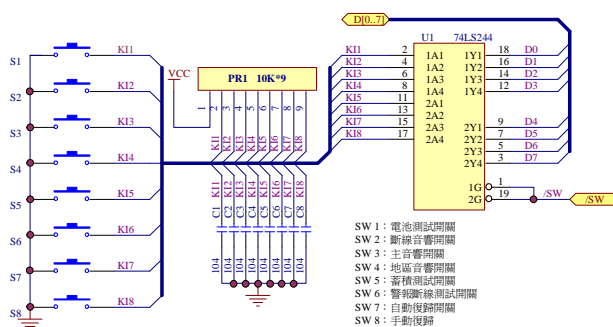 D[0..7]
U1 74LS244
S1 KI1
S2 KI2
S3 KI3
S4 KI4
S5 KI5
S6 KI6
S7 KI7
S8 KI8
VCC
PR1 10K*9
1 2 3 4 5 6 7 8 9
KI1 KI2 KI3 KI4 KI5 KI6 KI7 KI8
KI1 KI2 KI3 KI4 KI5 KI6 KI7 KI8
C1 C2 C3 C4 C5 C6 C7 C8
104 104 104 104 104 104 104 104
KI1 2 1A1 1Y1 18 D0
KI2 4 1A2 1Y2 16 D1
KI3 6 1A3 1Y3 14 D2
KI4 8 1A4 1Y4 12 D3
KI5 11 2A1
KI6 13 2A2 2Y1 9 D4
KI7 15 2A3 2Y2 7 D5
KI8 17 2A4 2Y3 5 D6
2Y4 3 D7
1G 1
2G 19 /SW
/SW
SW 1：電池測試開關
SW 2：斷線音響開關
SW 3：主音響開關
SW 4：地區音響開關
SW 5：蓄積測試開關
SW 6：警報斷線測試開關
SW 7：自動復歸開關
SW 8：手動復歸